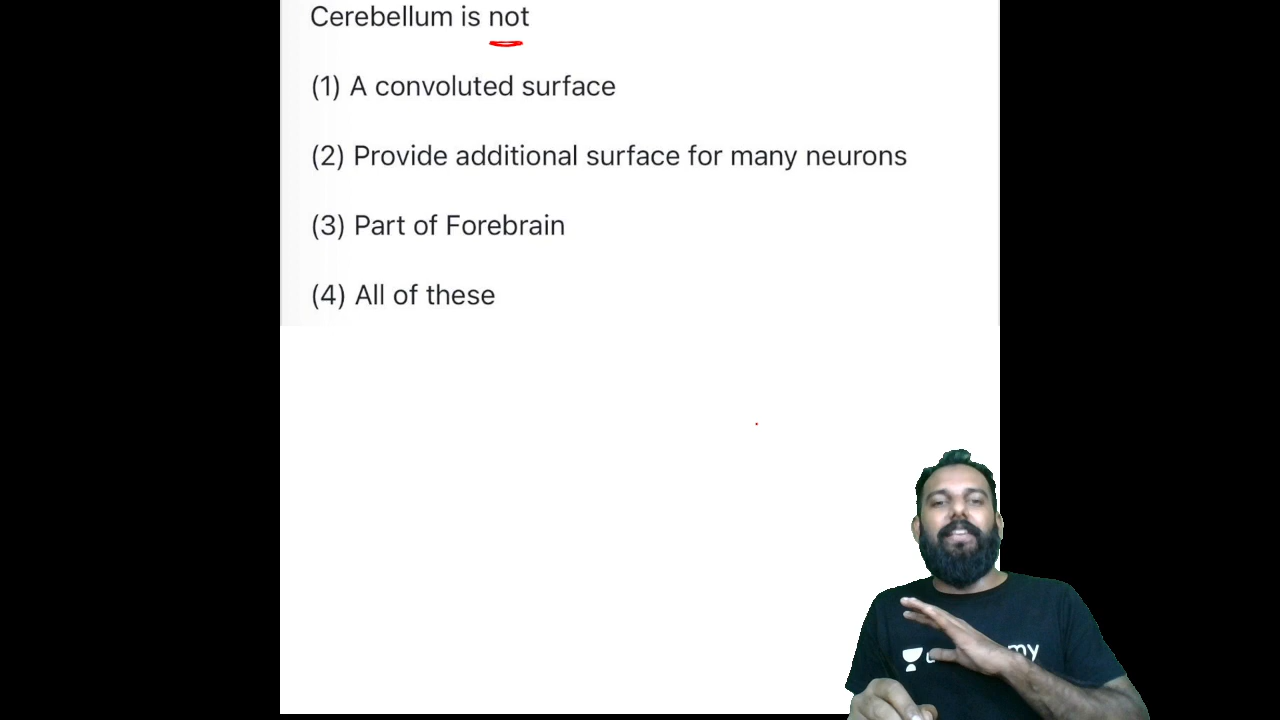 Cerebellum is not
(1) A convoluted surface
(2) Provide additional surface for many neurons
(3) Part of Forebrain
(4) All of these